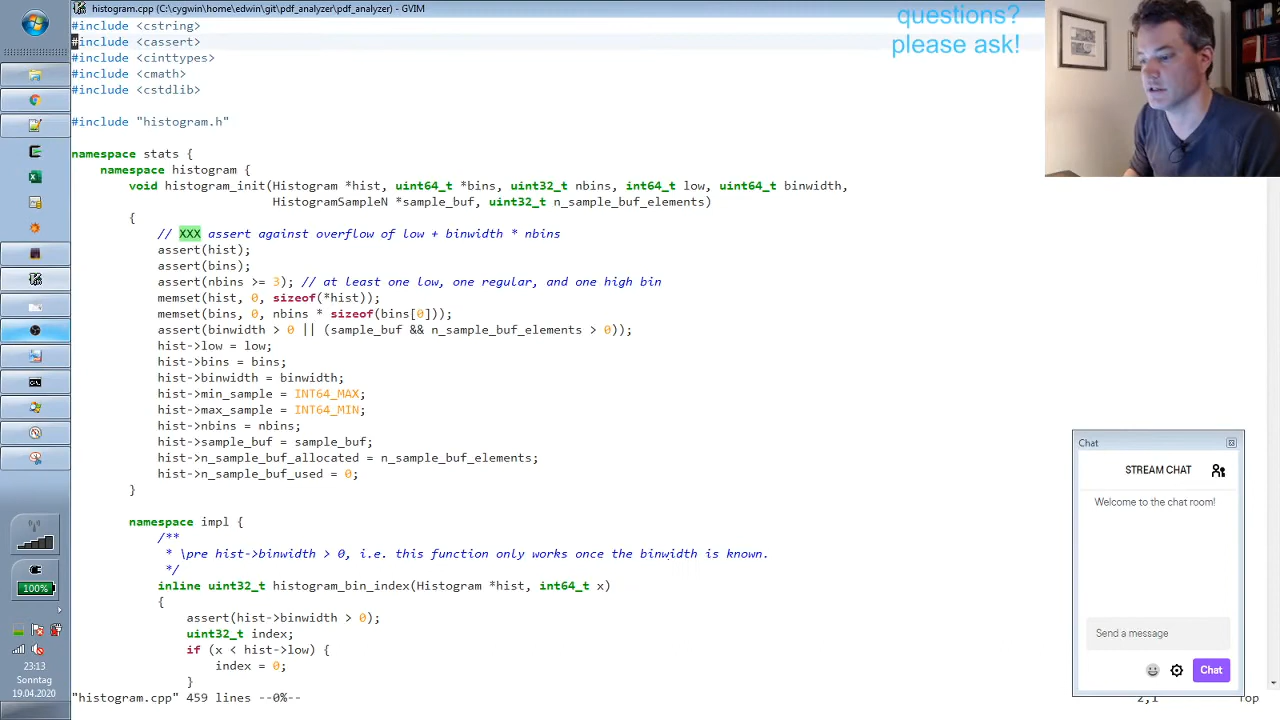 histogram.cpp (C:\cygwin\home\edwin\git\pdf_analyzer\pdf_analyzer) - GVIM
questions?
please ask!
#include <cstring>
#include <cassert>
#include <cinttypes>
#include <cmath>
#include <cstdlib>
#include "histogram.h"
namespace stats {
namespace histogram {
void histogram_init(Histogram *hist, uint64_t *bins, uint32_t nbins, int64_t low, uint64_t binwidth,
HistogramSampleN *sample_buf, uint32_t n_sample_buf_elements)
{
// XXX assert against overflow of low + binwidth * nbins
assert(hist);
assert(bins);
assert(nbins >= 3); // at least one low, one regular, and one high bin
memset(hist, 0, sizeof(*hist));
memset(bins, 0, nbins * sizeof(bins[0]));
assert(binwidth > 0 || (sample_buf && n_sample_buf_elements > 0));
hist->low = low;
hist->bins = bins;
hist->binwidth = binwidth;
hist->min_sample = INT64_MAX;
hist->max_sample = INT64_MIN;
hist->nbins = nbins;
hist->sample_buf = sample_buf;
hist->n_sample_buf_allocated = n_sample_buf_elements;
hist->n_sample_buf_used = 0;
}
namespace impl {
/**
* \pre hist->binwidth > 0, i.e. this function only works once the binwidth is known.
*/
inline uint32_t histogram_bin_index(Histogram *hist, int64_t x)
{
assert(hist->binwidth > 0);
uint32_t index;
if (x < hist->low) {
index = 0;
}
"histogram.cpp" 459 lines --0%--
2,1
Top
Chat
STREAM CHAT
Welcome to the chat room!
Send a message
Chat
100%
23:13
Sonntag
19.04.2020